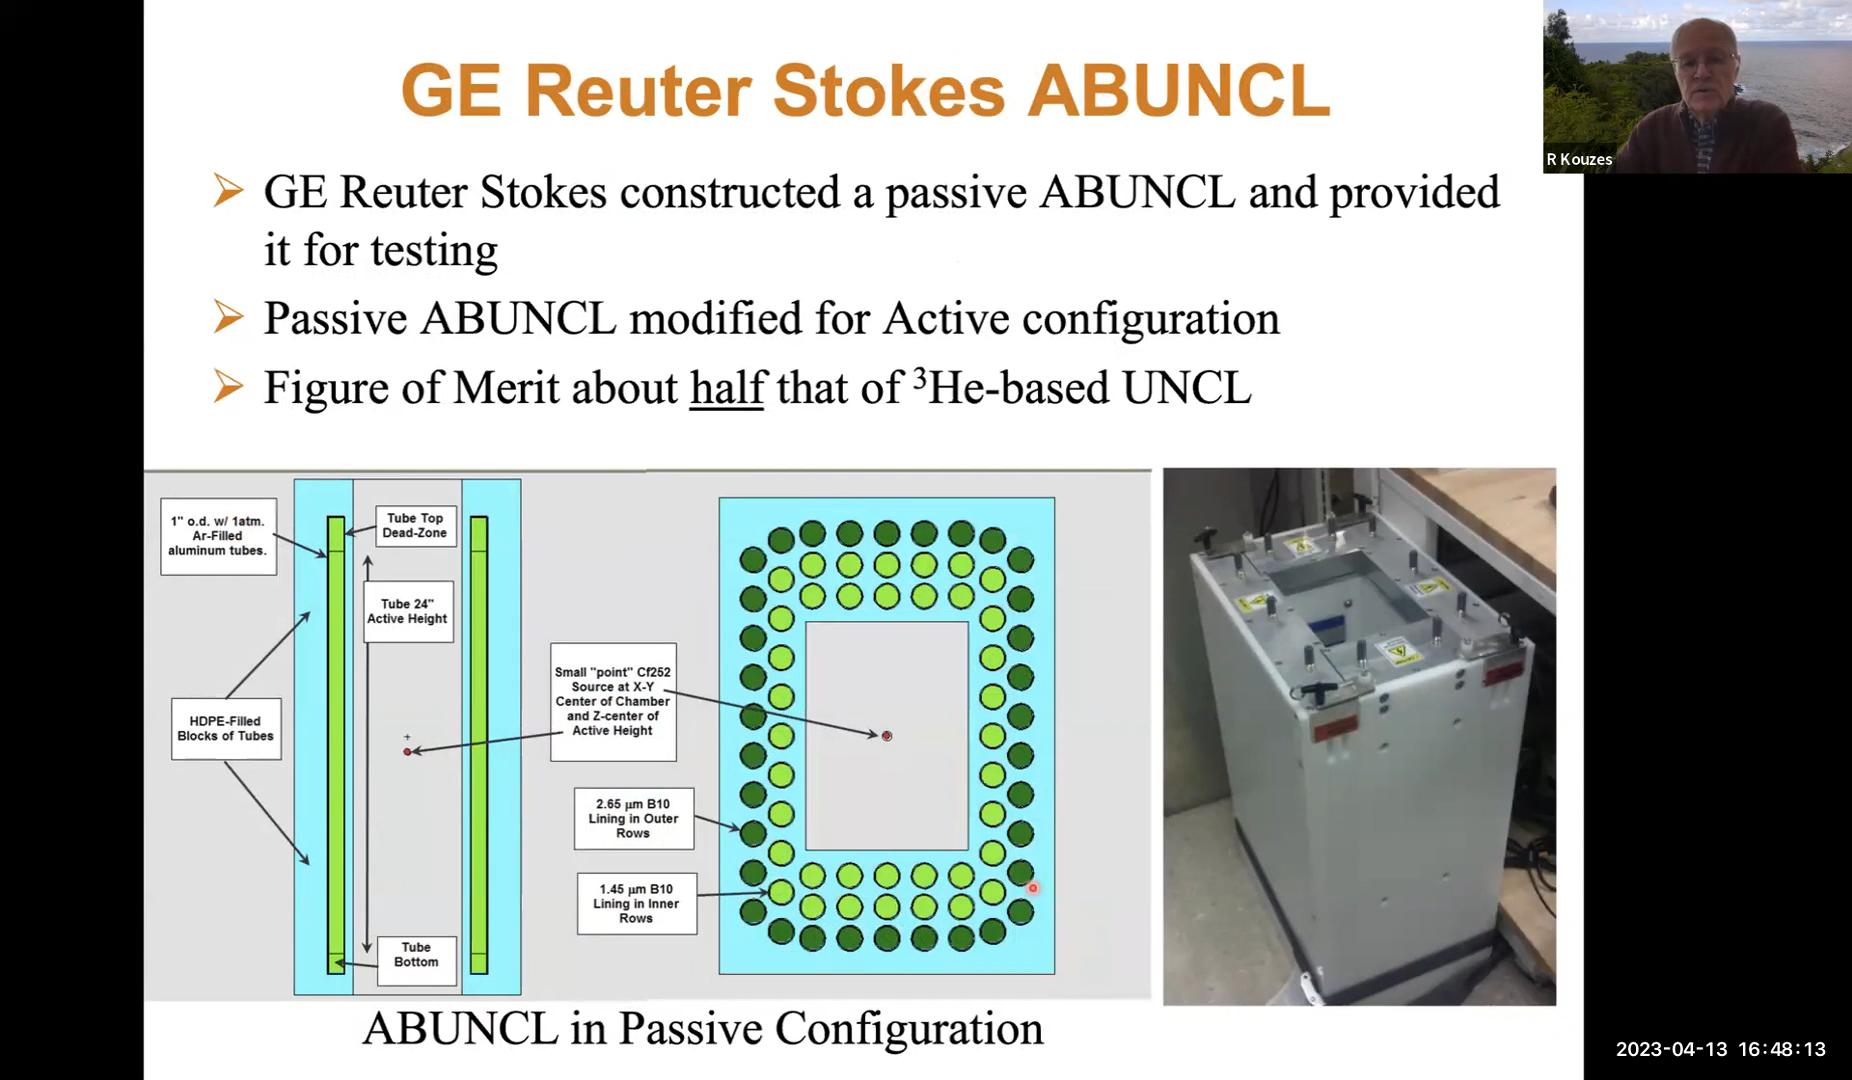 GE Reuter Stokes ABUNCL
R Kouzes
➢ GE Reuter Stokes constructed a passive ABUNCL and provided
it for testing
➢ Passive ABUNCL modified for Active configuration
➢ Figure of Merit about half that of ³He-based UNCL
1" o.d. w/ 1atm.
Ar-Filled
aluminum tubes.
Tube Top
Dead-Zone
Tube 24"
Active Height
HDPE-Filled
Blocks of Tubes
Tube
Bottom
Small "point" Cf252
Source at X-Y
Center of Chamber
and Z-center of
Active Height
2.65 µm B10
Lining in Outer
Rows
1.45 µm B10
Lining in Inner
Rows
ABUNCL in Passive Configuration
2023-04-13 16:48:13